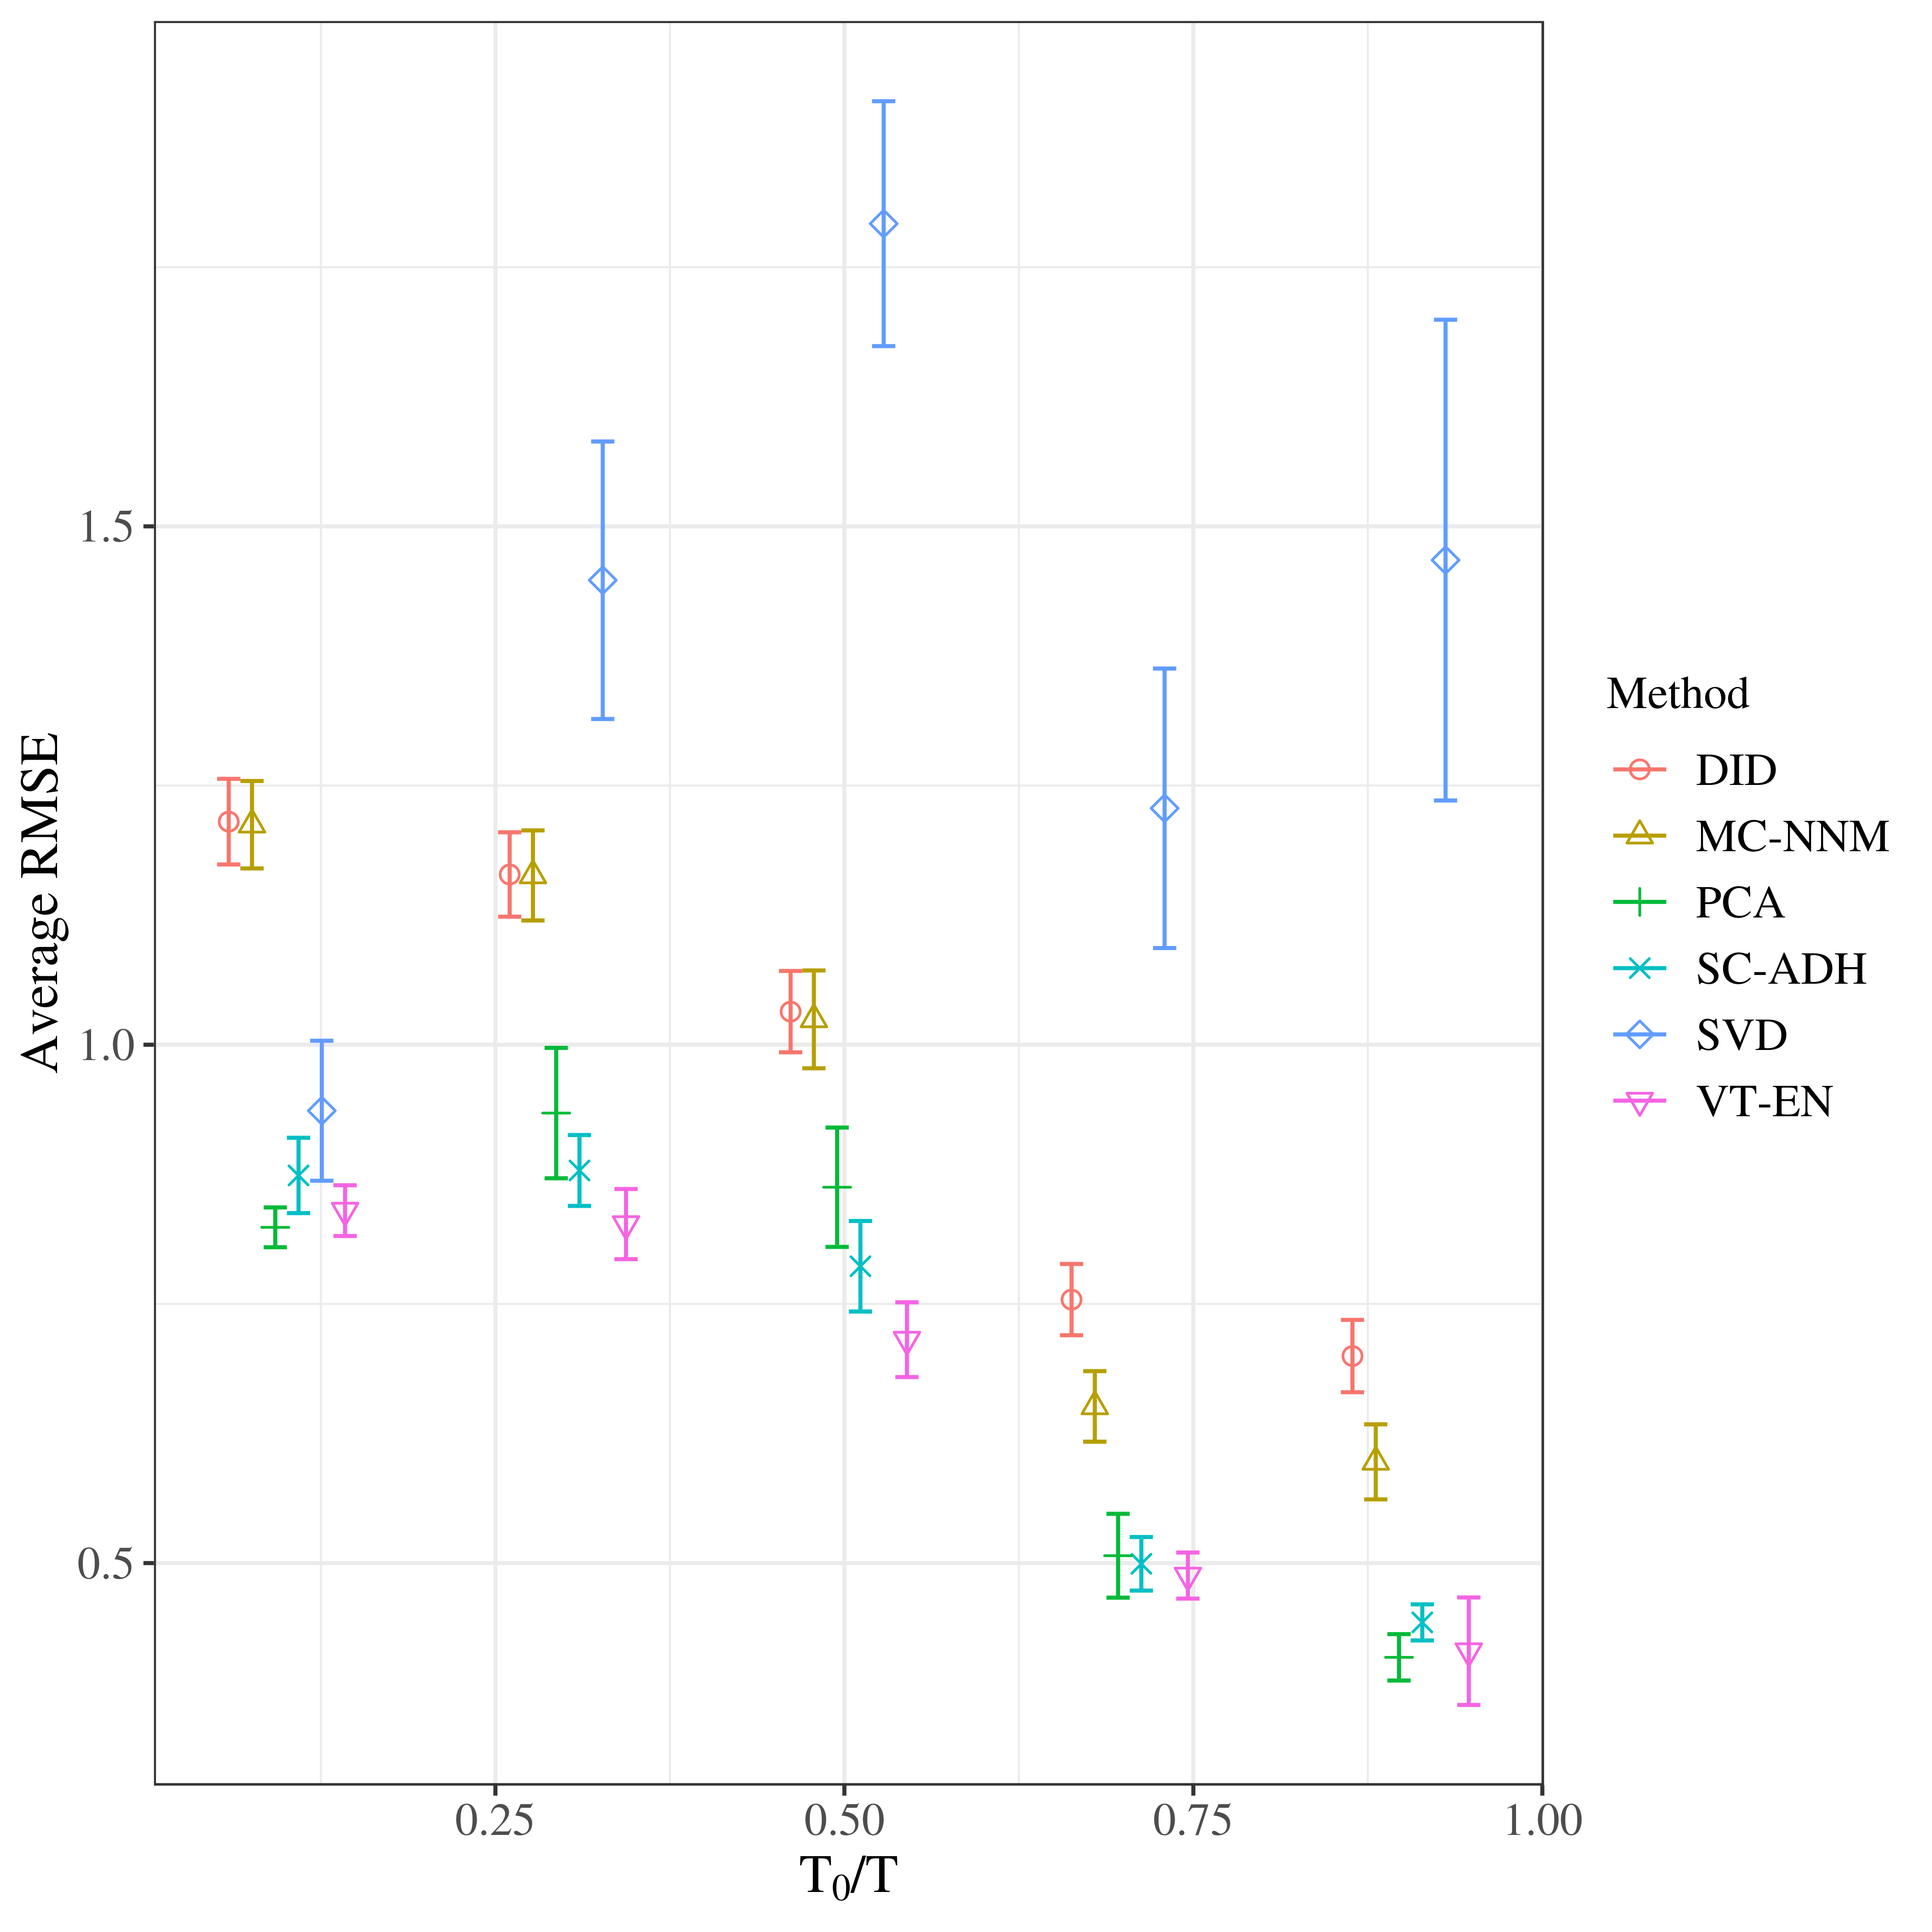 Average RMSE
1.5
1.0
0.5
0.25
0.50
0.75
1.00
T₀/T
Method
DID
MC-NNM
PCA
SC-ADH
SVD
VT-EN